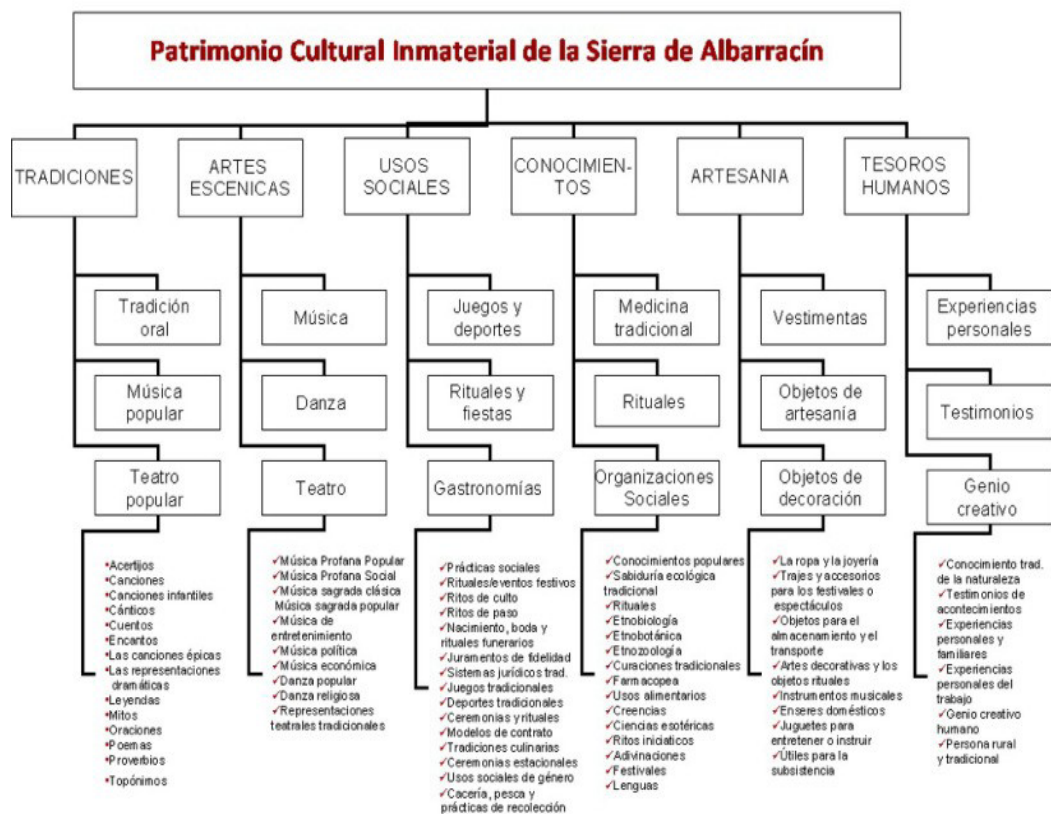 Patrimonio Cultural Inmaterial de la Sierra de Albarracín
TRADICIONES
ARTES
ESCENICAS
USOS
SOCIALES
CONOCIMIEN-
TOS
ARTESANIA
TESOROS
HUMANOS
Tradición
oral
Música
Juegos y
deportes
Medicina
tradicional
Vestimentas
Experiencias
personales
Música
popular
Danza
Rituales y
fiestas
Rituales
Objetos de
artesanía
Testimonios
Teatro
popular
Teatro
Gastronomías
Organizaciones
Sociales
Objetos de
decoración
Genio
creativo
•Acertijos
•Canciones
•Canciones infantiles
•Cánticos
•Cuentos
•Encantos
•Las canciones épicas
•Las representaciones
dramáticas
•Leyendas
•Mitos
•Oraciones
•Poemas
•Proverbios
•Topónimos
✓Música Profana Popular
✓Música Profana Social
✓Música sagrada clásica
Música sagrada popular
✓Música de
entretenimiento
✓Música política
✓Música económica
✓Danza popular
✓Danza religiosa
✓Representaciones
teatrales tradicionales
✓Prácticas sociales
✓Rituales/eventos festivos
✓Ritos de culto
✓Ritos de paso
✓Nacimiento, boda y
rituales funerarios
✓Juramentos de fidelidad
✓Sistemas jurídicos trad.
✓Juegos tradicionales
✓Deportes tradicionales
✓Ceremonias y rituales
✓Modelos de contrato
✓Tradiciones culinarias
✓Ceremonias estacionales
✓Usos sociales de género
✓Cacería, pesca y
prácticas de recolección
✓Conocimientos populares
✓Sabiduría ecológica
tradicional
✓Rituales
✓Etnobiología
✓Etnobotánica
✓Etnozoología
✓Curaciones tradicionales
✓Farmacopea
✓Usos alimentarios
✓Creencias
✓Ciencias esotéricas
✓Ritos iniciaticos
✓Adivinaciones
✓Festivales
✓Lenguas
✓La ropa y la joyería
✓Trajes y accesorios
para los festivales o
espectáculos
✓Objetos para el
almacenamiento y el
transporte
✓Artes decorativas y los
objetos rituales
✓Instrumentos musicales
✓Enseres domésticos
✓Juguetes para
entretener o instruir
✓Útiles para la
subsistencia
✓Conocimiento trad.
de la naturaleza
✓Testimonios de
acontecimientos
✓Experiencias
personales y
familiares
✓Experiencias
personales del
trabajo
✓Genio creativo
humano
✓Persona rural
y tradicional